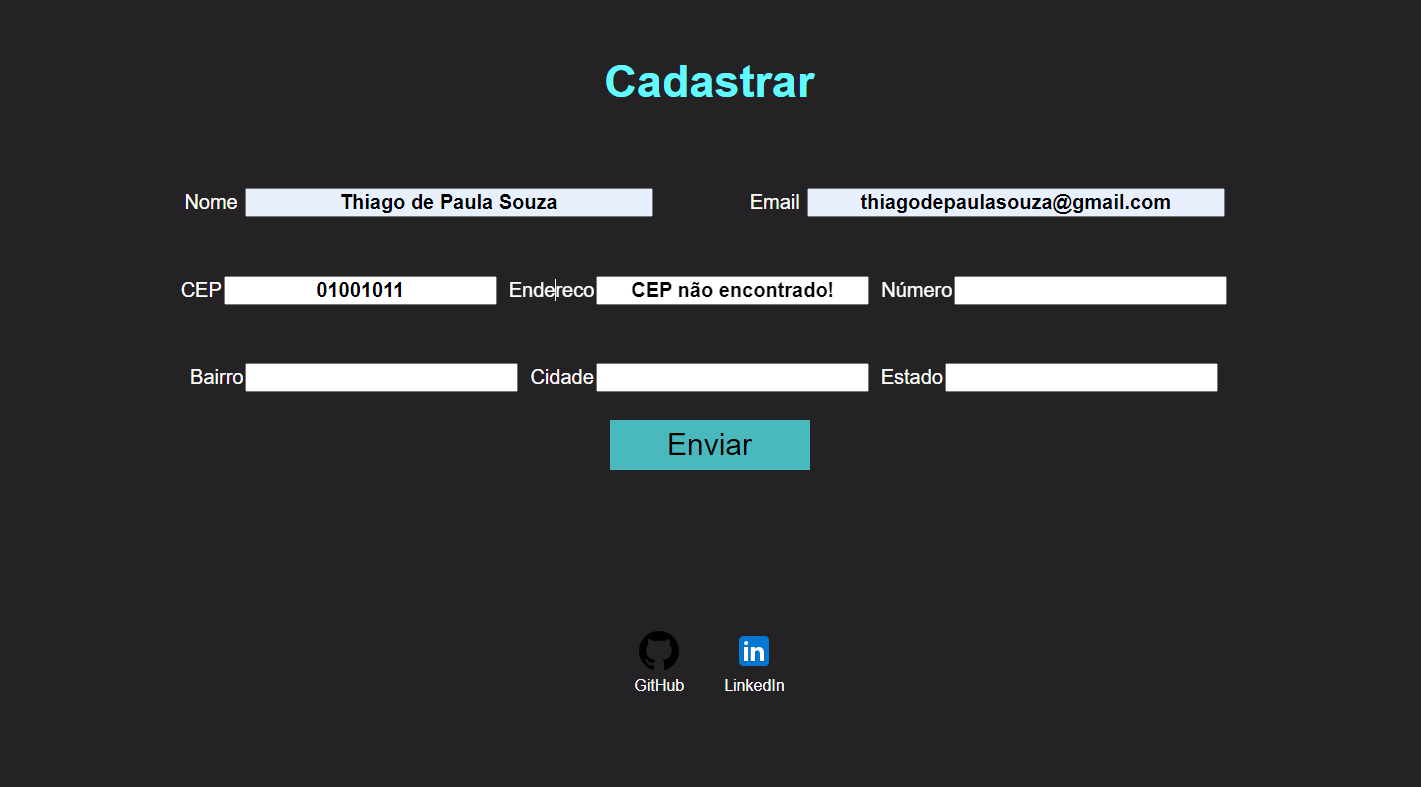 Cadastrar
Nome Thiago de Paula Souza Email thiagodepaulasouza@gmail.com
CEP 01001011 Endereco CEP não encontrado! Número
Bairro Cidade Estado
Enviar
in
GitHub LinkedIn